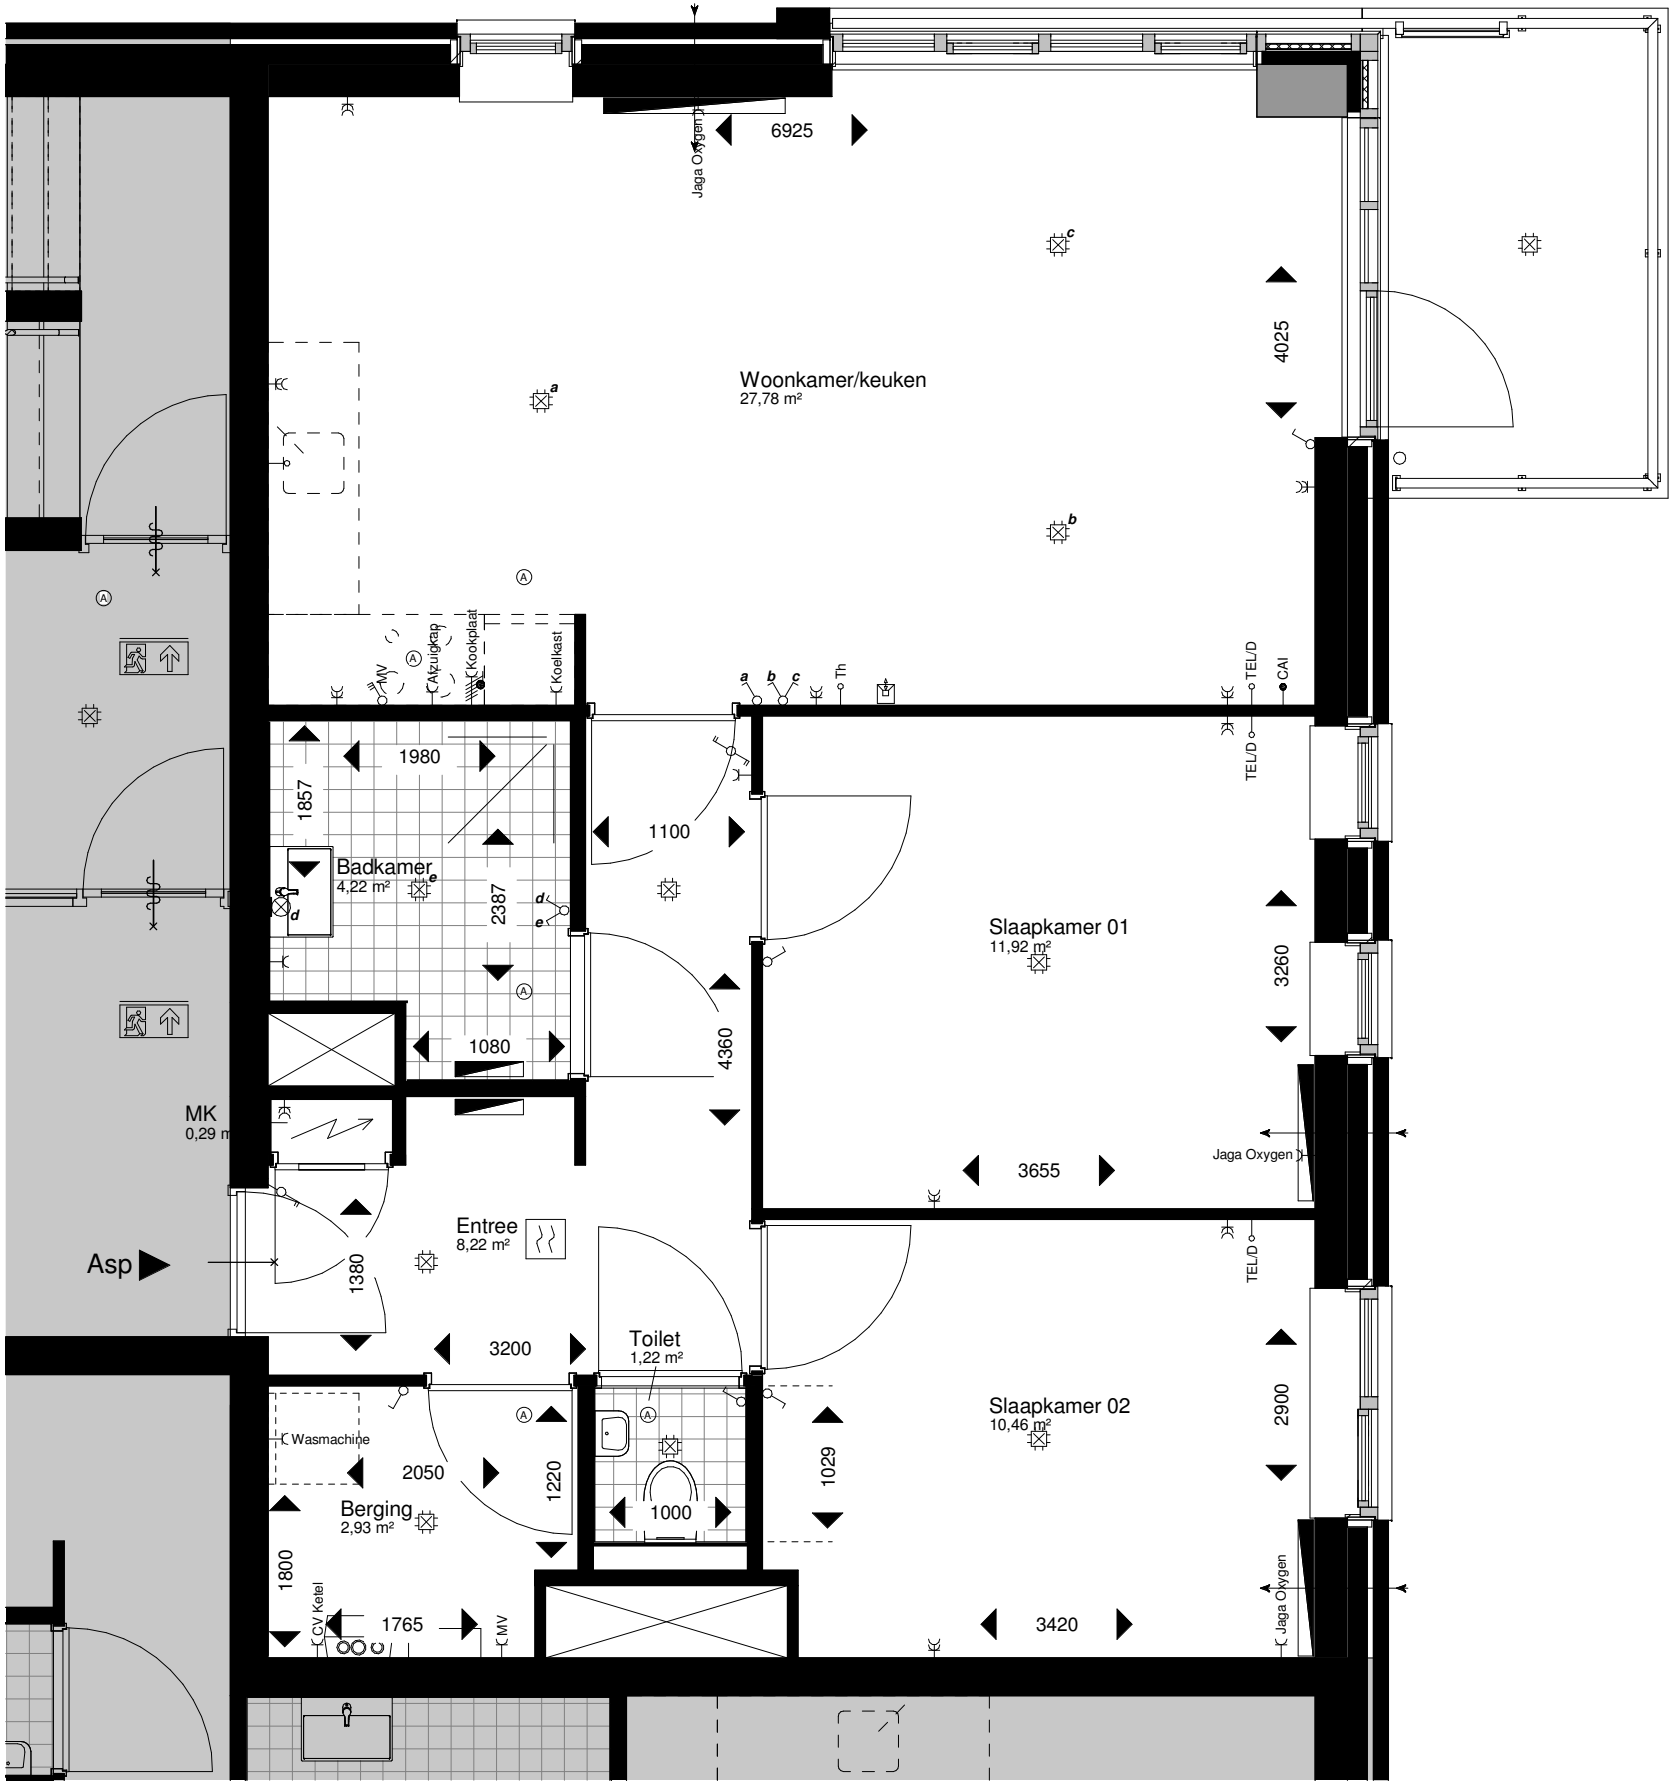 Jaga Oxygen
6925
c
4025
Woonkamer/keuken
27,78 m²
a
b
A
A
A
MV
Afzuigkap
Kookplaat
Koelkast
a
b
c
Th
TEL/D
CAI
1980
1857
TEL/D
1100
Badkamer
4,22 m²
e
d
2387
d
e
A
Slaapkamer 01
11,92 m²
3260
1080
4360
MK
0,29 m
Jaga Oxygen
3655
Entree
8,22 m²
Asp
1380
TEL/D
3200
Toilet
1,22 m²
Slaapkamer 02
10,46 m²
2900
A
A
Wasmachine
2050
1220
1029
Berging
2,93 m²
1000
1800
CV Ketel
1765
MV
3420
Jaga Oxygen